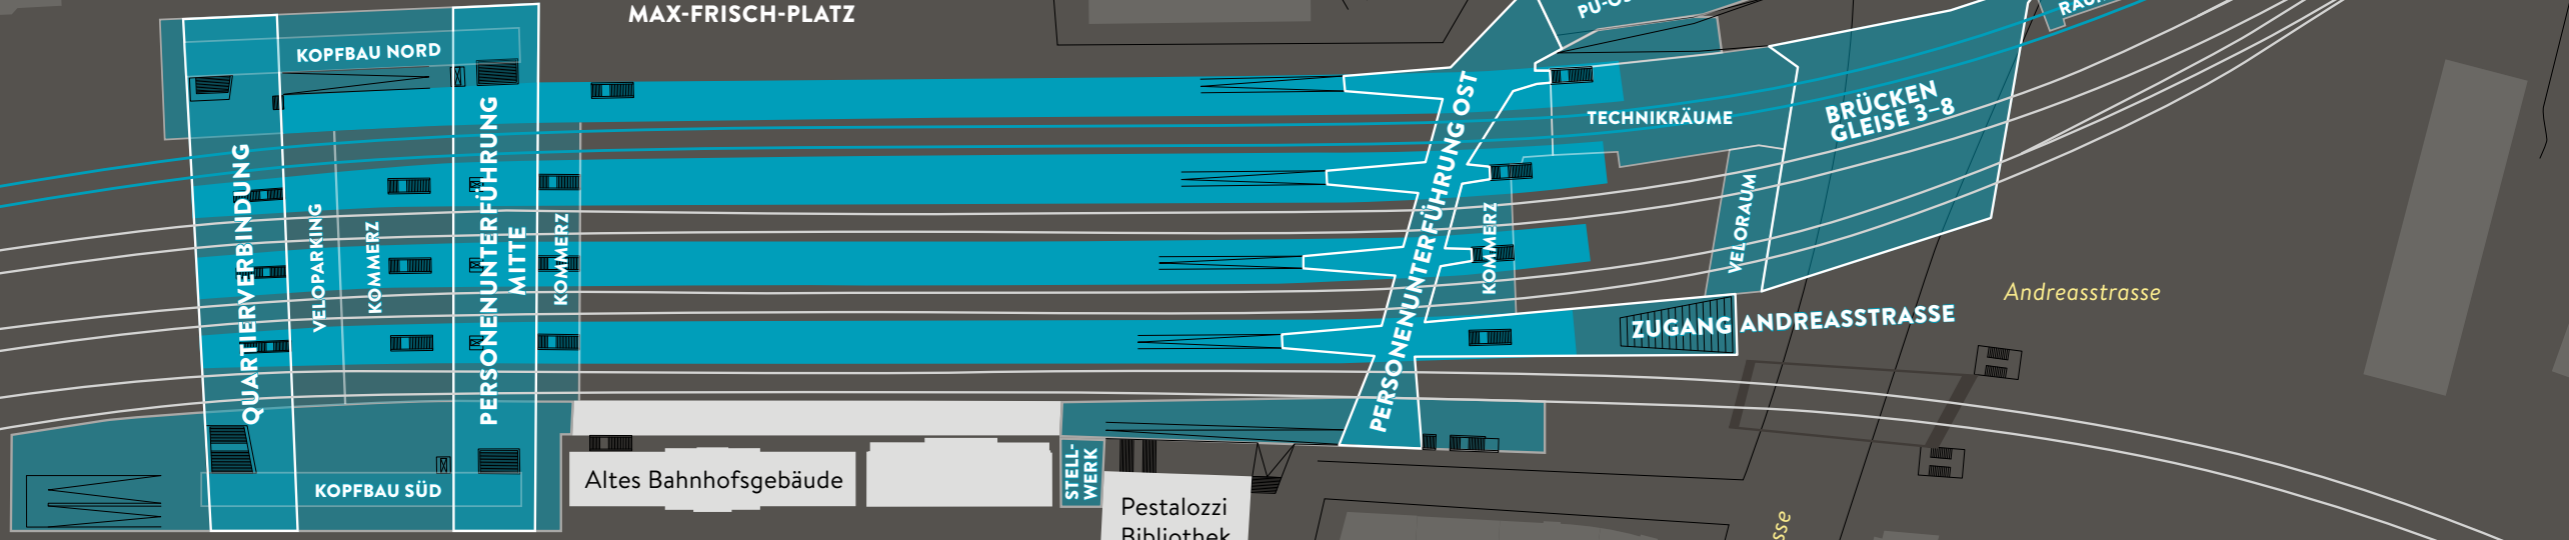 MAX-FRISCH-PLATZ
KOPFBAU NORD
QUARTIERVERBINDUNG
VELOPARKING
KOMMERZ
PERSONENUNTERFÜHRUNG
MITTE
KOMMERZ
PERSONENUNTERFÜHRUNG OST
KOMMERZ
TECHNIKRÄUME
VELORAUM
BRÜCKEN
GLEISE 3–8
Andreasstrasse
ZUGANG ANDREASSTRASSE
KOPFBAU SÜD
Altes Bahnhofsgebäude
STELL-
WERK
Pestalozzi
Bibliothek